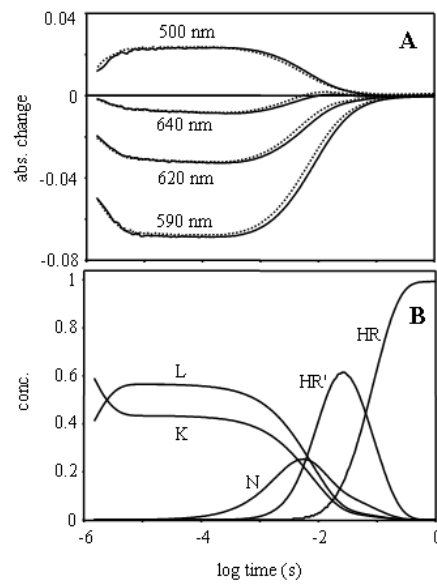 0.04
500 nm
A
0
640 nm
620 nm
-0.04
590 nm
-0.08
abs. change
1
B
HR
0.8
HR'
L
0.6
K
0.4
N
0.2
0
conc.
-6
-4
-2
0
log time (s)